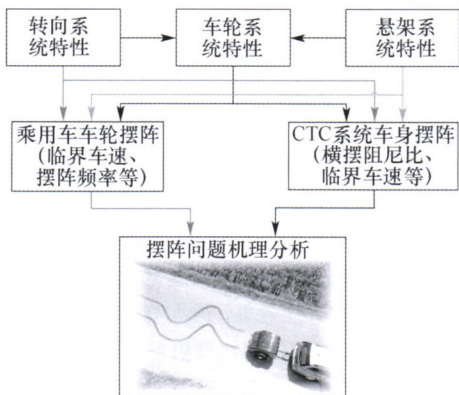 转向系
统特性
车轮系
统特性
悬架系
统特性
乘用车车轮摆阵
(临界车速、
摆阵频率等)
CTC系统车身摆阵
(横摆阻尼比、
临界车速等)
摆阵问题机理分析